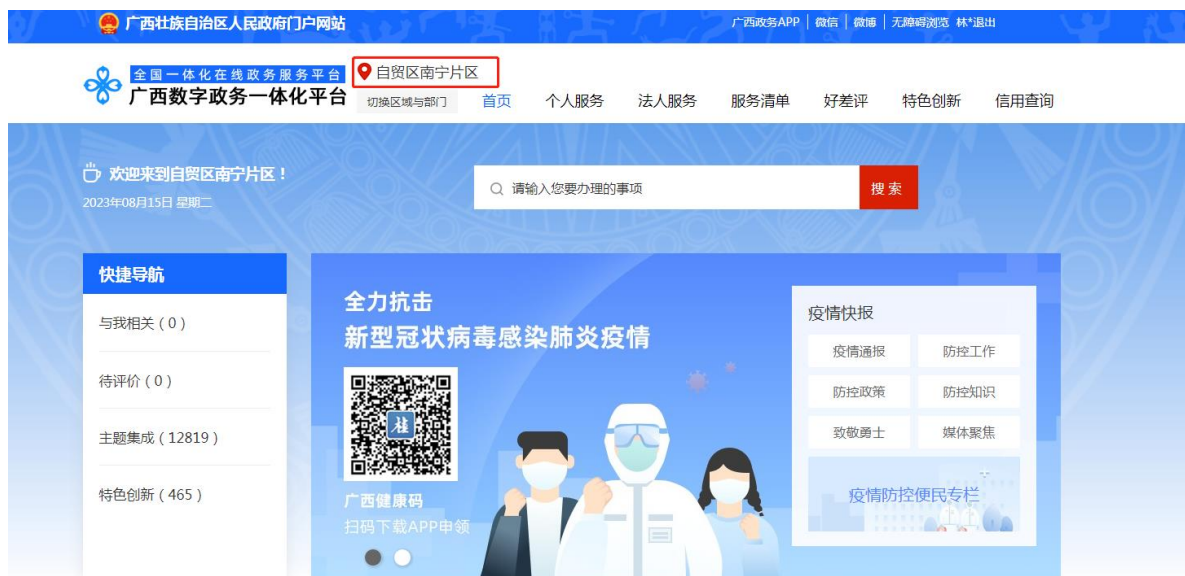 广西壮族自治区人民政府门户网站
广西政务APP | 微信 | 微博 | 无障碍浏览 林*退出
全国一体化在线政务服务平台
广西数字政务一体化平台
自贸区南宁片区
切换区域与部门
首页 个人服务 法人服务 服务清单 好差评 特色创新 信用查询
欢迎来到自贸区南宁片区！
2023年08月15日 星期二
请输入您要办理的事项
搜索
快捷导航
与我相关（0）
待评价（0）
主题集成（12819）
特色创新（465）
全力抗击
新型冠状病毒感染肺炎疫情
桂
广西健康码
扫码下载APP申领
疫情快报
疫情通报 防控工作
防控政策 防控知识
致敬勇士 媒体聚焦
疫情防控便民专栏